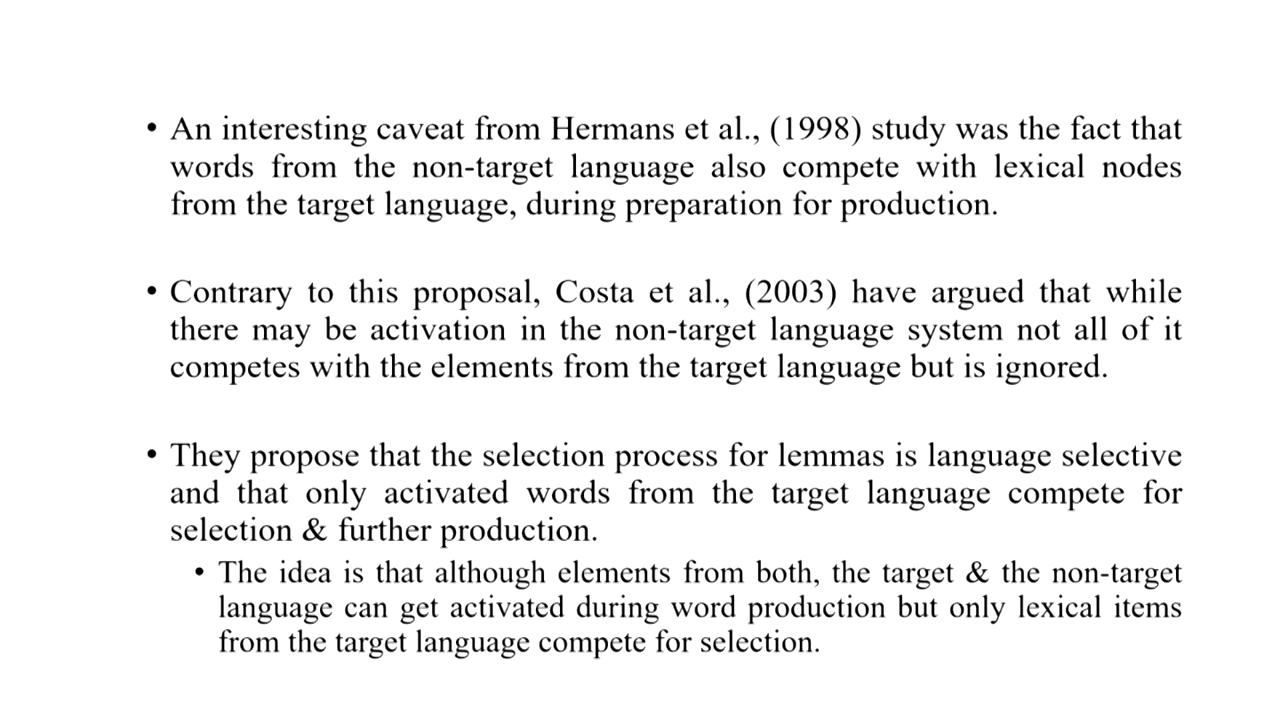 • An interesting caveat from Hermans et al., (1998) study was the fact that
words from the non-target language also compete with lexical nodes
from the target language, during preparation for production.
• Contrary to this proposal, Costa et al., (2003) have argued that while
there may be activation in the non-target language system not all of it
competes with the elements from the target language but is ignored.
• They propose that the selection process for lemmas is language selective
and that only activated words from the target language compete for
selection & further production.
• The idea is that although elements from both, the target & the non-target
language can get activated during word production but only lexical items
from the target language compete for selection.